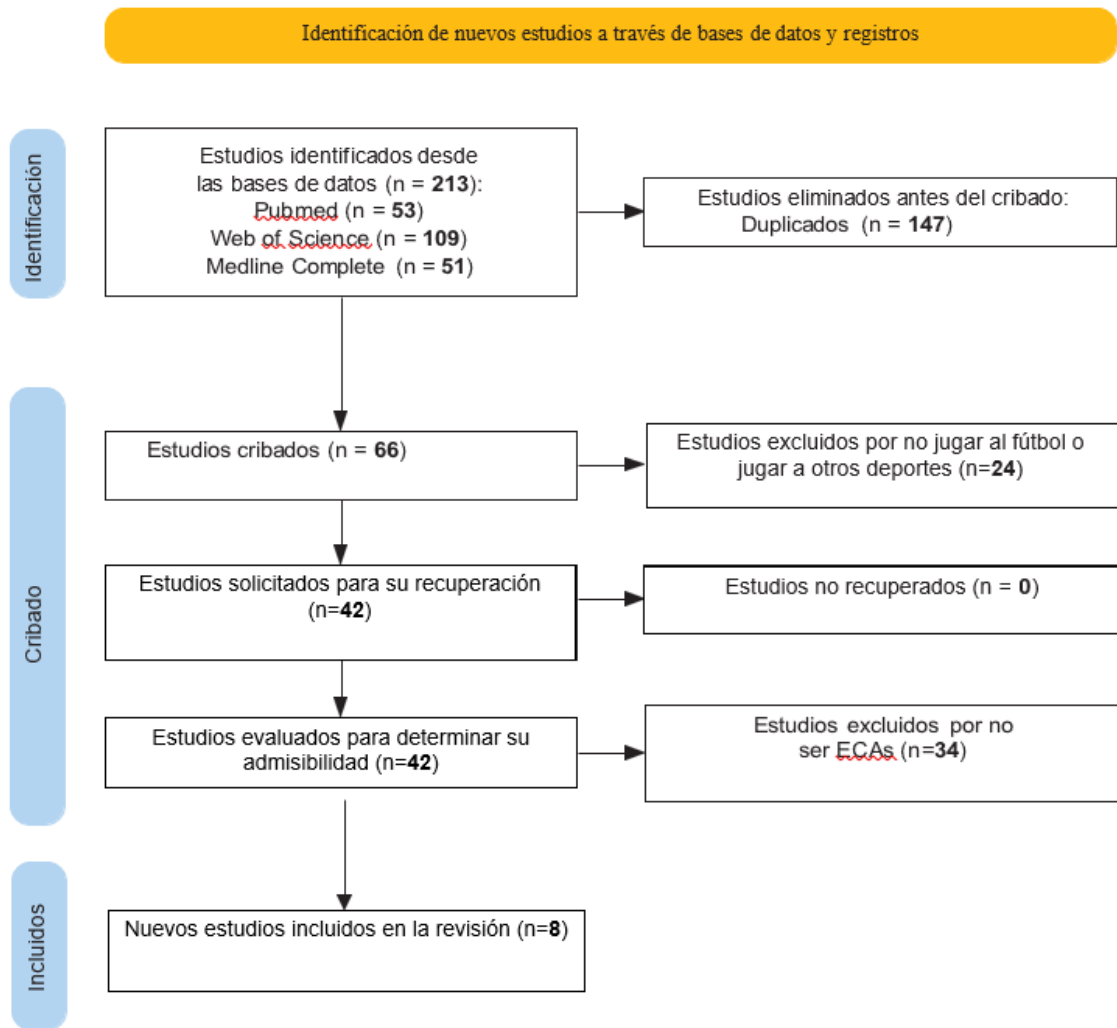 Identificación de nuevos estudios a través de bases de datos y registros
Identificación
Estudios identificados desde
las bases de datos (n = 213):
Pubmed (n = 53)
Web of Science (n = 109)
Medline Complete (n = 51)
Estudios eliminados antes del cribado:
Duplicados (n = 147)
Cribado
Estudios cribados (n = 66)
Estudios excluidos por no jugar al fútbol o
jugar a otros deportes (n=24)
Estudios solicitados para su recuperación
(n=42)
Estudios no recuperados (n = 0)
Estudios evaluados para determinar su
admisibilidad (n=42)
Estudios excluidos por no
ser ECAs (n=34)
Incluidos
Nuevos estudios incluidos en la revisión (n=8)